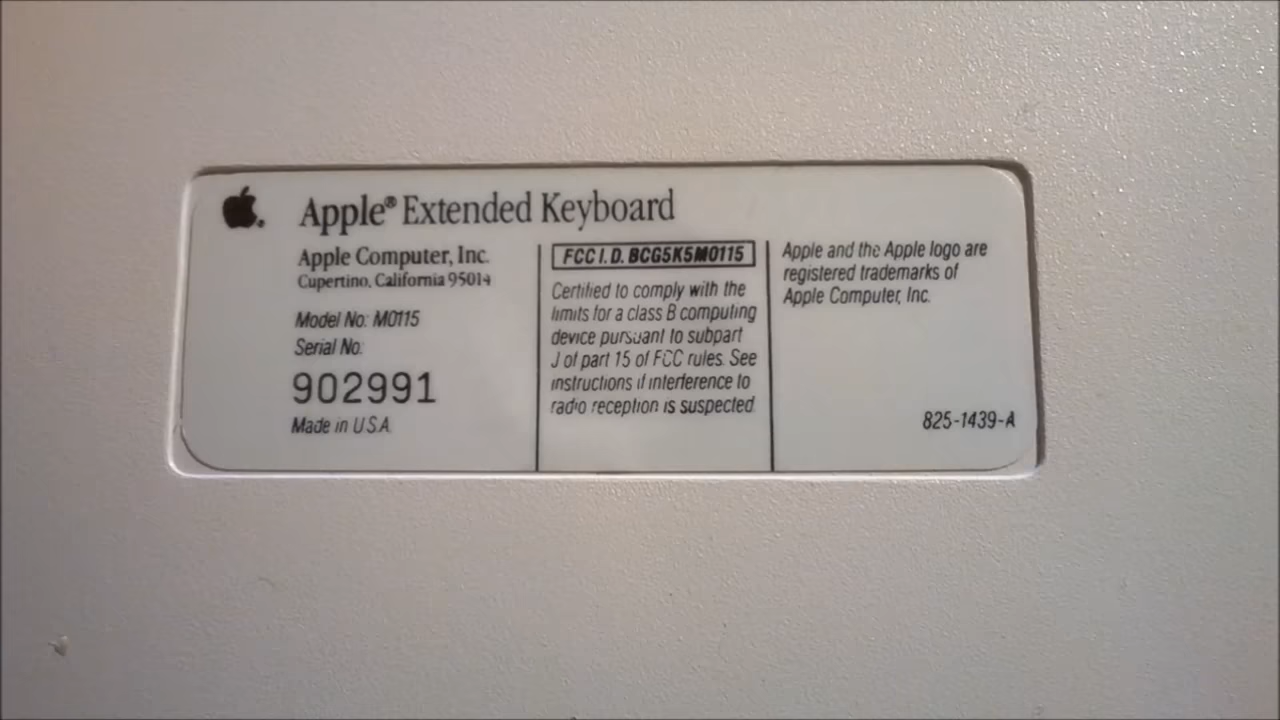 Apple® Extended Keyboard
Apple Computer, Inc.
Cupertino, California 95014
Model No: M0115
Serial No:
902991
Made in U.S.A.
FCC I.D. BCG5K5M0115
Certified to comply with the
limits for a class B computing
device pursuant to subpart
J of part 15 of FCC rules. See
instructions if interference to
radio reception is suspected.
Apple and the Apple logo are
registered trademarks of
Apple Computer, Inc.
825-1439-A